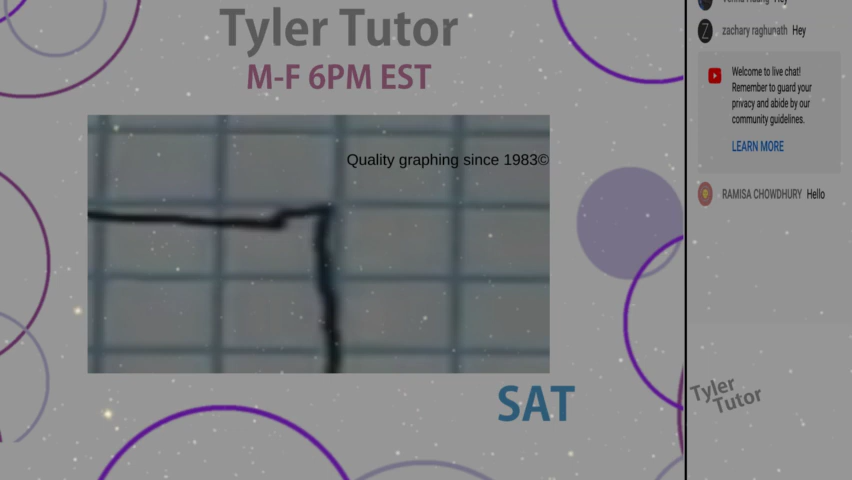 Tyler Tutor
M-F 6PM EST
Quality graphing since 1983©
SAT
Hey
Z
zachary raghunath Hey
Welcome to live chat!
Remember to guard your
privacy and abide by our
community guidelines.
LEARN MORE
RAMISA CHOWDHURY Hello
Tyler
Tutor